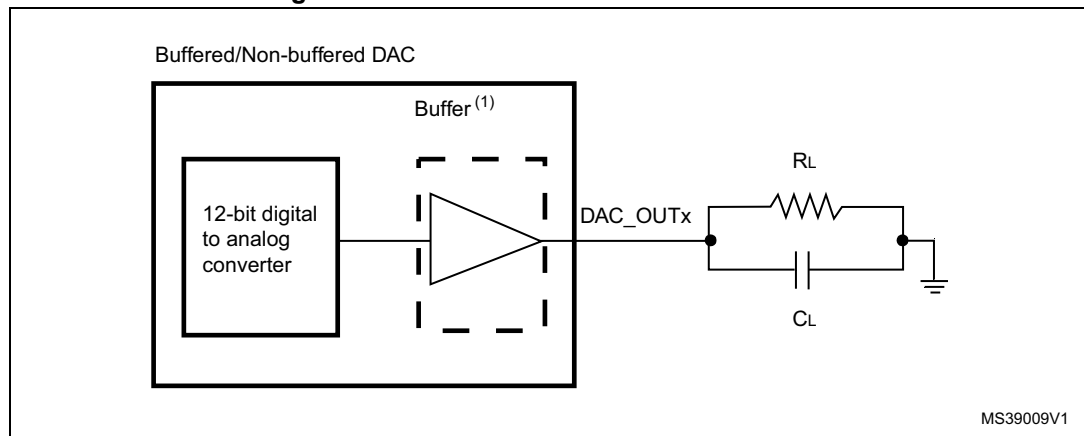 Buffered/Non-buffered DAC
Buffer (1)
12-bit digital
to analog
converter
DAC_OUTx
RL
CL
MS39009V1